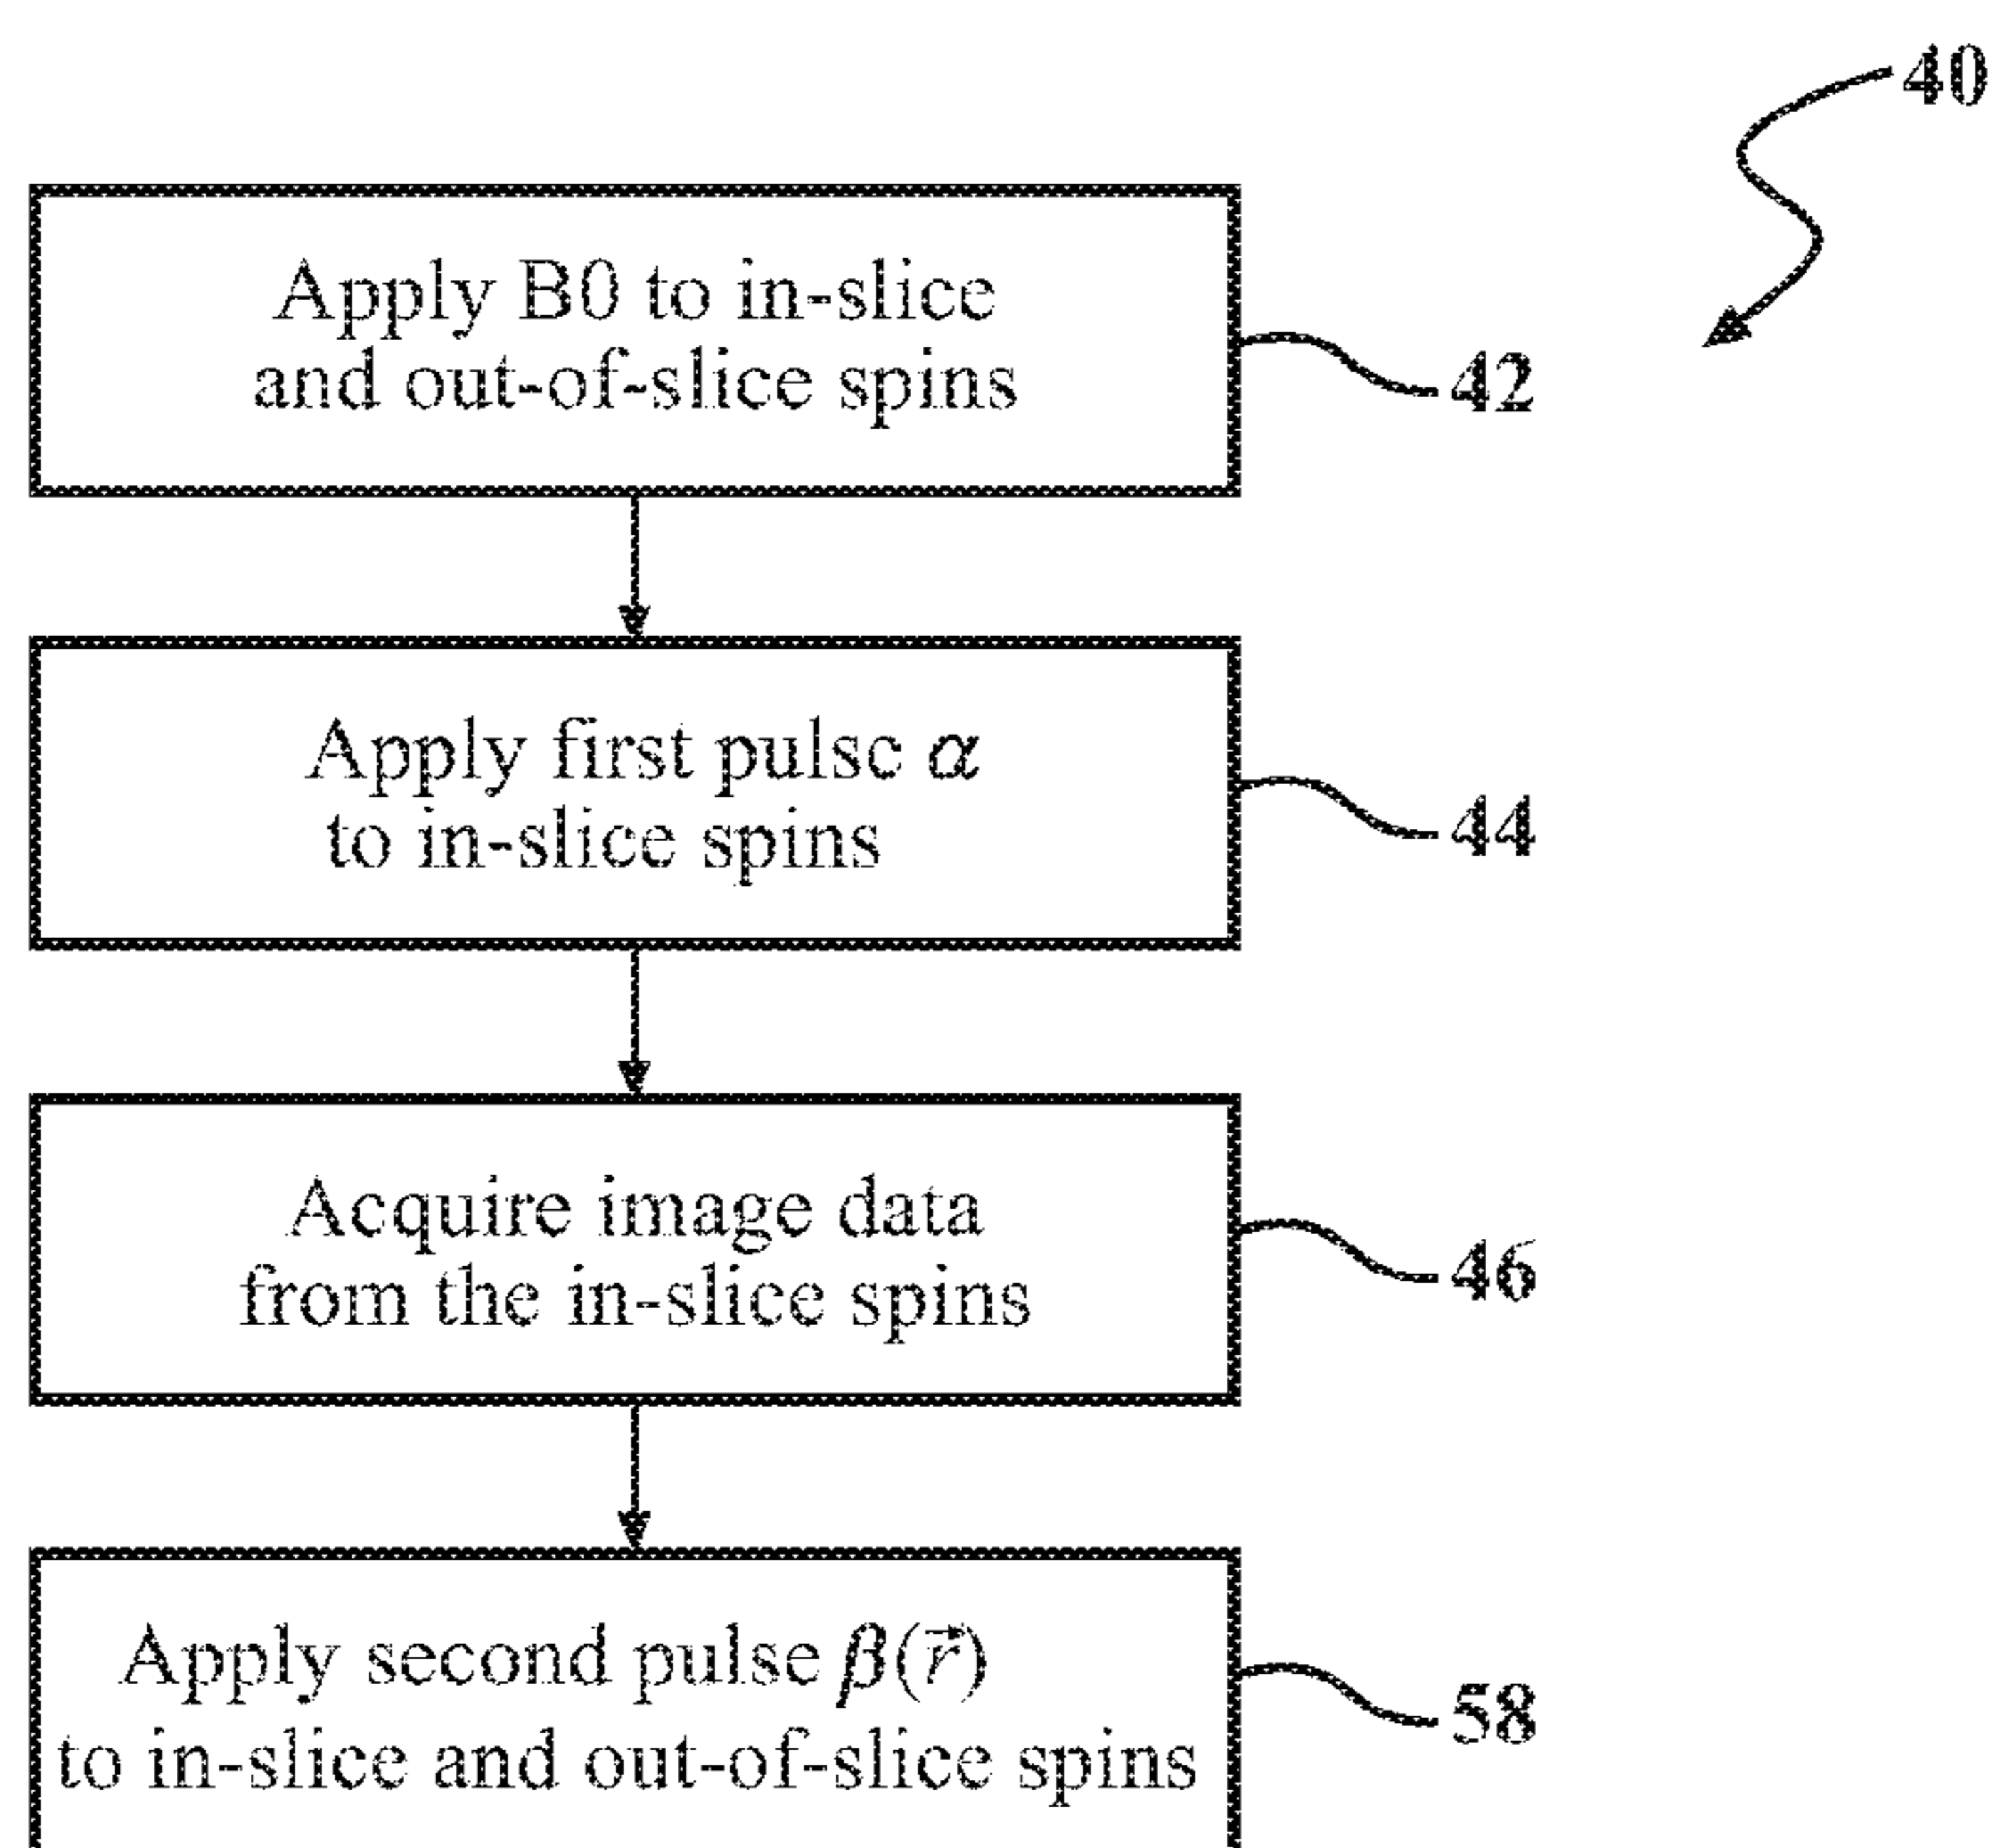 40
Apply B0 to in-slice
and out-of-slice spins
42
Apply first pulse α
to in-slice spins
44
Acquire image data
from the in-slice spins
46
Apply second pulse β(r⃗)
to in-slice and out-of-slice spins
58